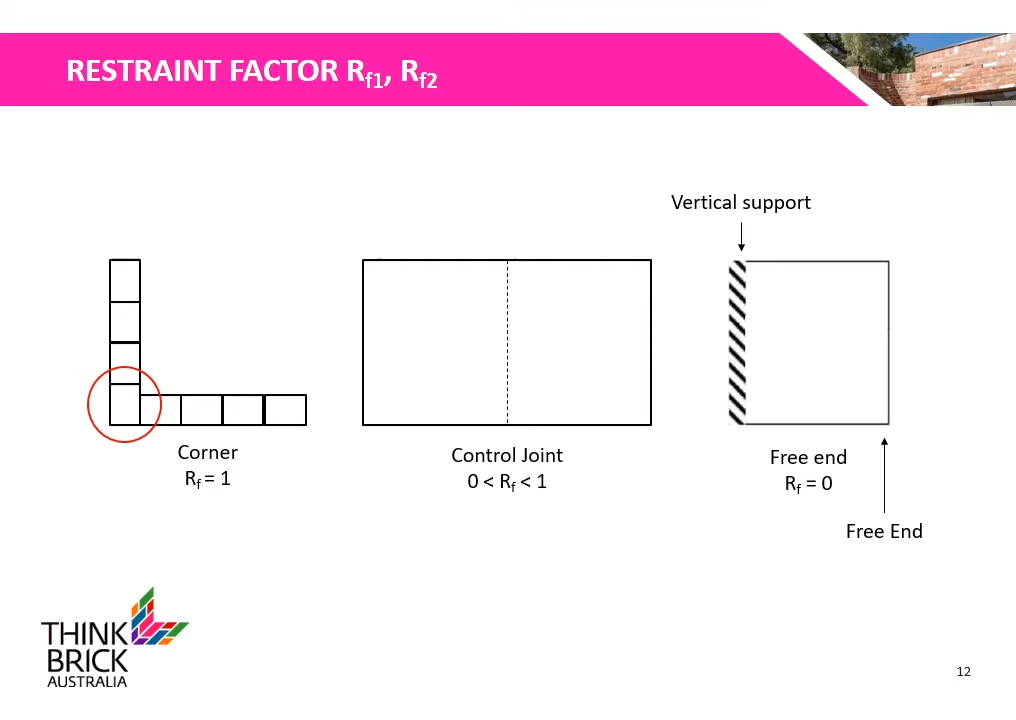 RESTRAINT FACTOR Rf1, Rf2
Vertical support
Corner
Rf = 1
Control Joint
0 < Rf < 1
Free end
Rf = 0
Free End
THINK
BRICK
AUSTRALIA
12